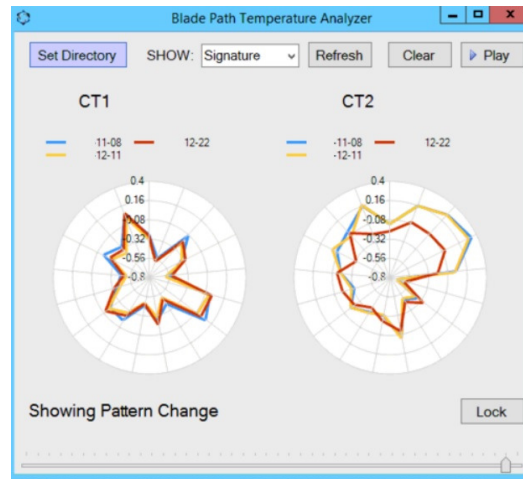 Blade Path Temperature Analyzer
Set Directory SHOW: Signature Refresh Clear Play
CT1 CT2
-11-08 12-22 -11-08 12-22
-12-11 -12-11
0.4 0.4
0.16 0.16
-0.08 -0.08
-0.32 -0.32
-0.56 -0.56
-0.8 -0.8
Showing Pattern Change
Lock